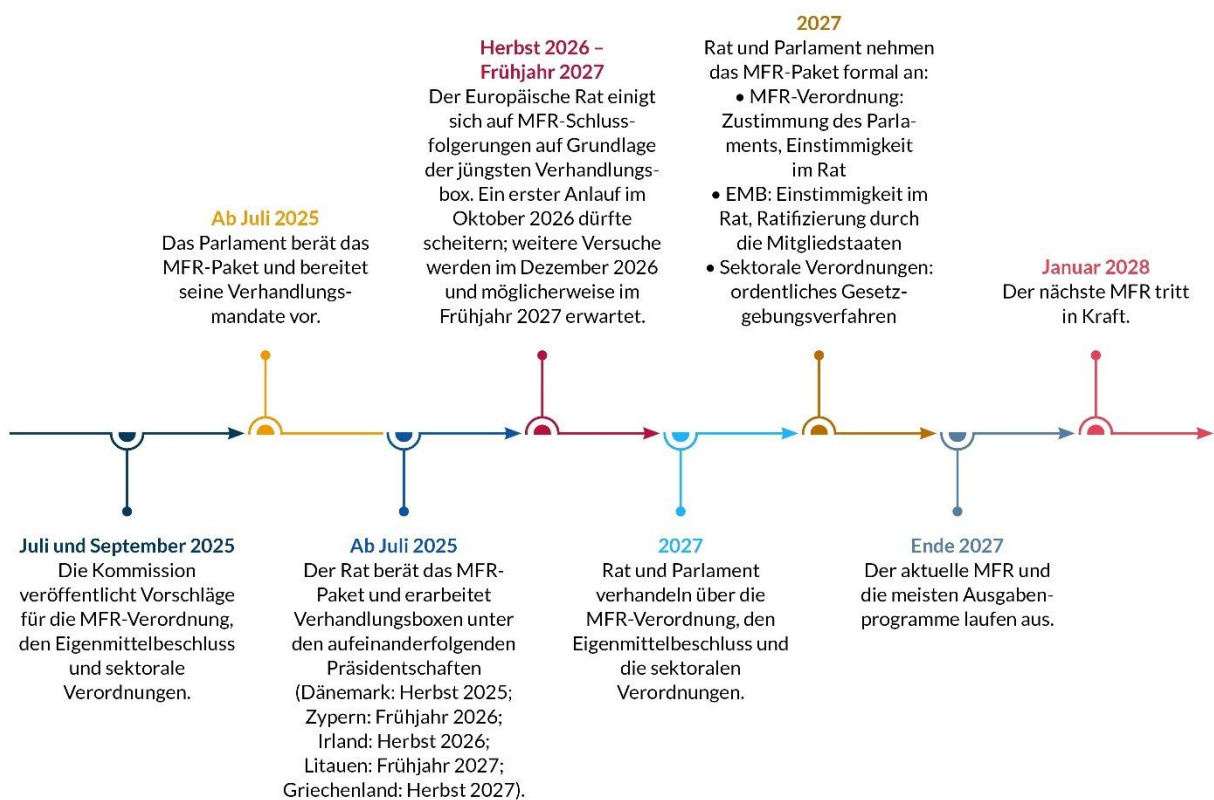 Juli und September 2025
Die Kommission
veröffentlicht Vorschläge
für die MFR-Verordnung,
den Eigenmittelbeschluss
und sektorale
Verordnungen.
Ab Juli 2025
Das Parlament berät das
MFR-Paket und bereitet
seine Verhandlungs-
mandate vor.
Ab Juli 2025
Der Rat berät das MFR-
Paket und erarbeitet
Verhandlungsboxen unter
den aufeinanderfolgenden
Präsidentschaften
(Dänemark: Herbst 2025;
Zypern: Frühjahr 2026;
Irland: Herbst 2026;
Litauen: Frühjahr 2027;
Griechenland: Herbst 2027).
Herbst 2026 –
Frühjahr 2027
Der Europäische Rat einigt
sich auf MFR-Schluss-
folgerungen auf Grundlage
der jüngsten Verhandlungs-
box. Ein erster Anlauf im
Oktober 2026 dürfte
scheitern; weitere Versuche
werden im Dezember 2026
und möglicherweise im
Frühjahr 2027 erwartet.
2027
Rat und Parlament
verhandeln über die
MFR-Verordnung, den
Eigenmittelbeschluss und
die sektoralen
Verordnungen.
2027
Rat und Parlament nehmen
das MFR-Paket formal an:
• MFR-Verordnung:
Zustimmung des Parla-
ments, Einstimmigkeit
im Rat
• EMB: Einstimmigkeit im
Rat, Ratifizierung durch
die Mitgliedstaaten
• Sektorale Verordnungen:
ordentliches Gesetz-
gebungsverfahren
Ende 2027
Der aktuelle MFR und
die meisten Ausgaben-
programme laufen aus.
Januar 2028
Der nächste MFR tritt
in Kraft.